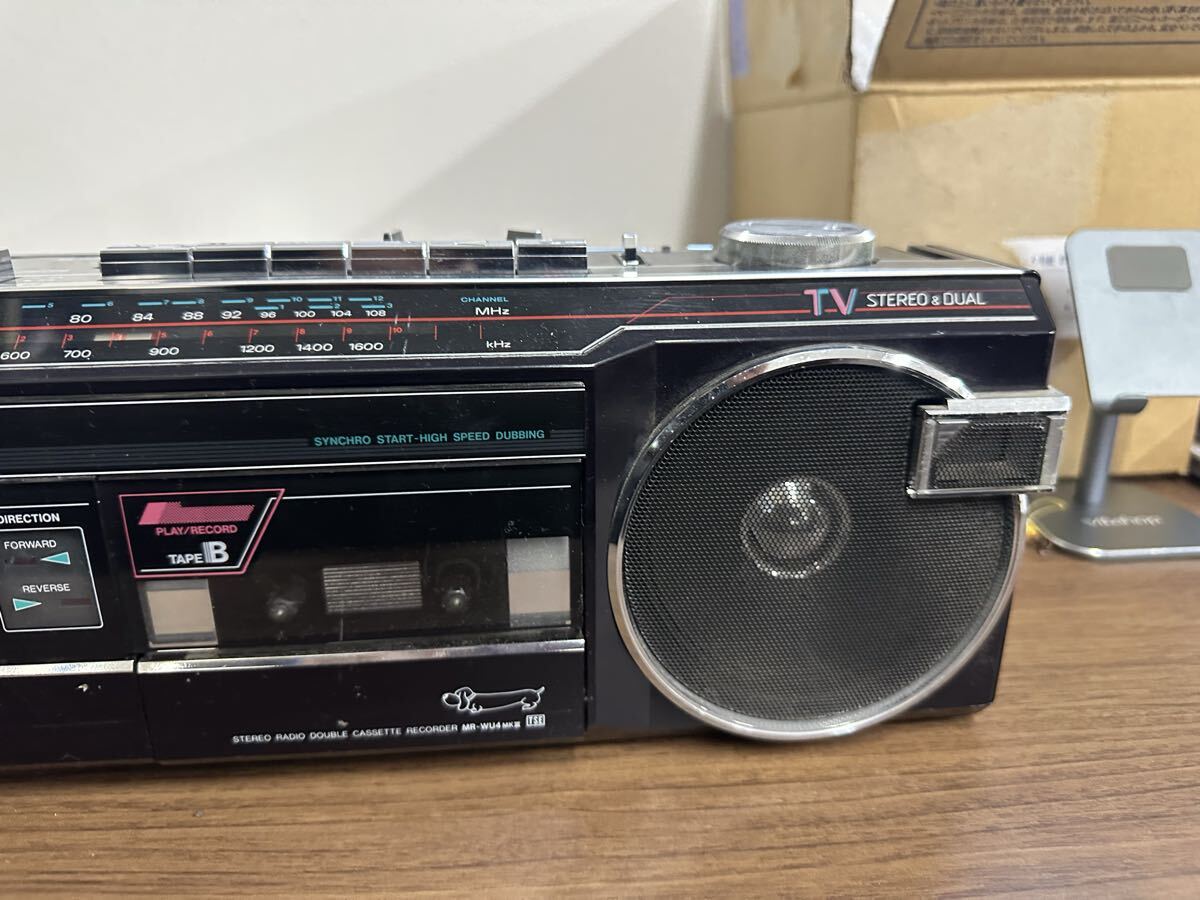 TV STEREO & DUAL
5 6 7 8 9 10 11 12 CHANNEL
1 2 3
80 84 88 92 96 100 104 108 MHz
2 3 4 5 6 7 8 9 10
600 700 900 1200 1400 1600 kHz
SYNCHRO START-HIGH SPEED DUBBING
DIRECTION
FORWARD
REVERSE
PLAY/RECORD
TAPE B
STEREO RADIO DOUBLE CASSETTE RECORDER MR-WU4 MKIII LTSE